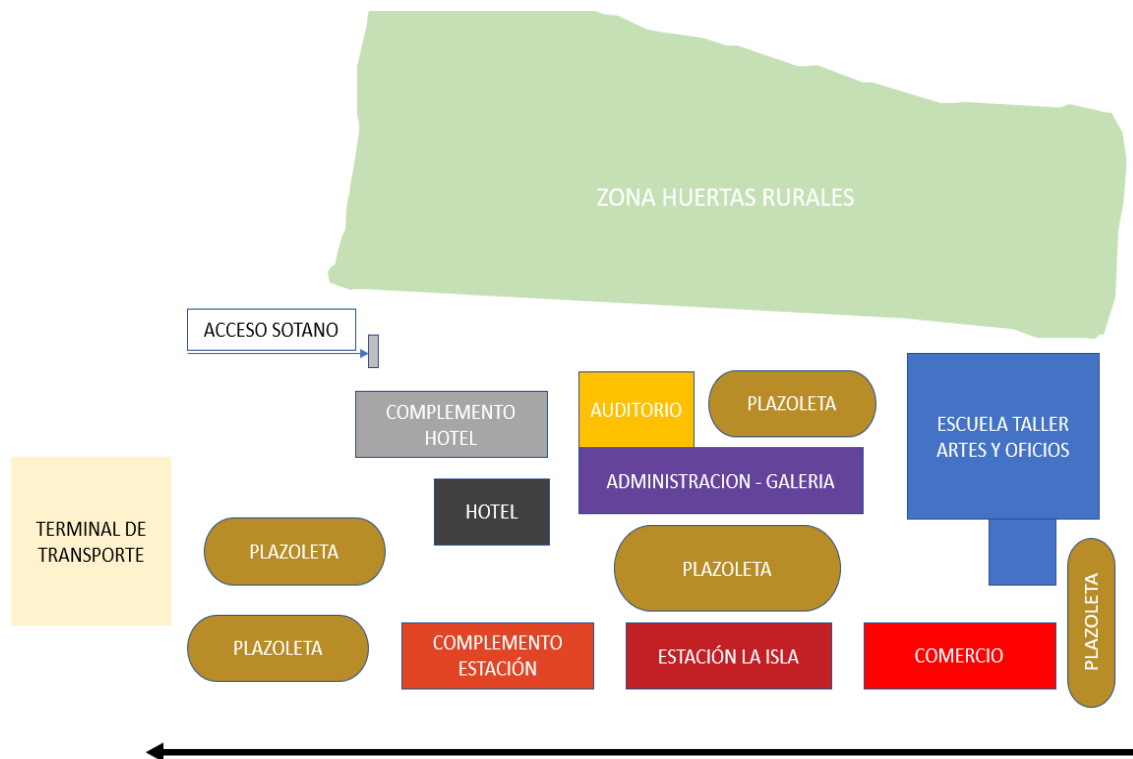 ZONA HUERTAS RURALES
ACCESO SOTANO
COMPLEMENTO
HOTEL
AUDITORIO
PLAZOLETA
ESCUELA TALLER
ARTES Y OFICIOS
ADMINISTRACION - GALERIA
HOTEL
TERMINAL DE
TRANSPORTE
PLAZOLETA
PLAZOLETA
PLAZOLETA
COMPLEMENTO
ESTACIÓN
ESTACIÓN LA ISLA
COMERCIO
PLAZOLETA